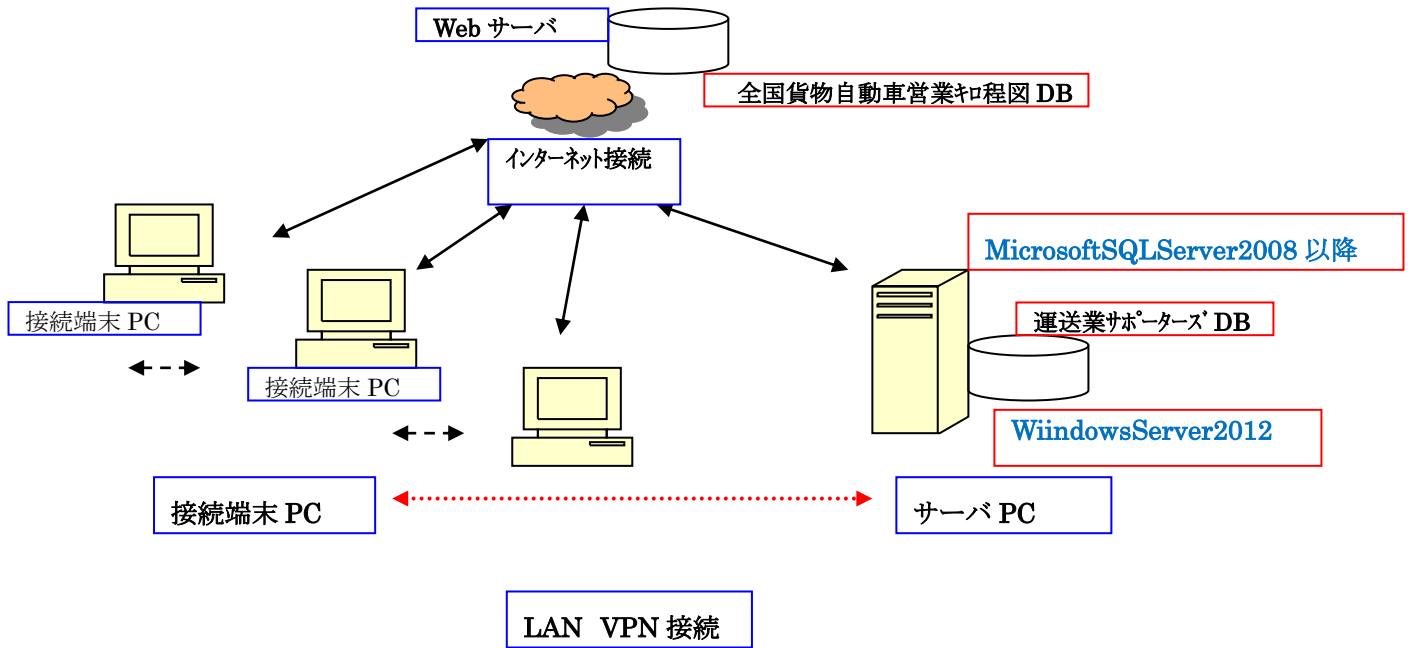 Web サーバ
全国貨物自動車営業ｷﾛ程図 DB
ｲﾝﾀｰﾈｯﾄ接続
MicrosoftSQLServer2008 以降
運送業ｻﾎﾟｰﾀｰｽﾞ DB
接続端末 PC
接続端末 PC
WiindowsServer2012
接続端末 PC
サーバ PC
LAN　VPN 接続